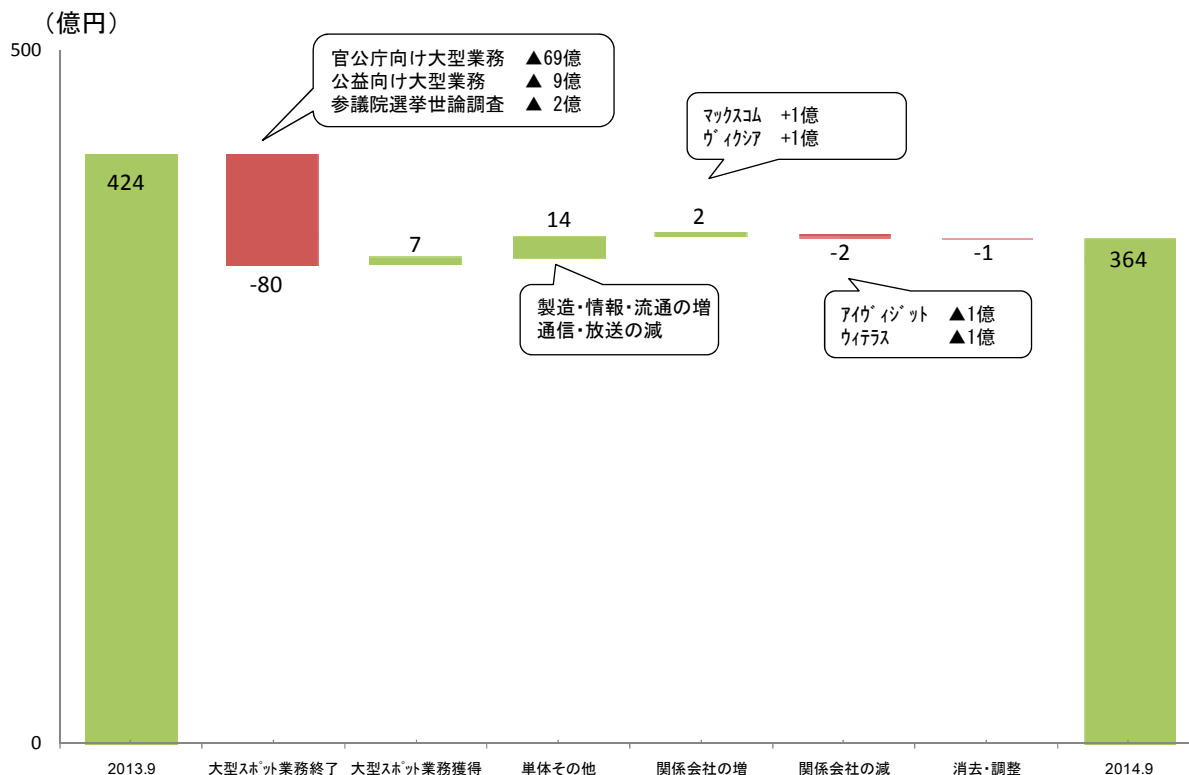 （億円）
500
官公庁向け大型業務 ▲69億
公益向け大型業務 ▲ 9億
参議院選挙世論調査 ▲ 2億
ﾏｯｸｽｺﾑ +1億
ｳﾞｨｸｼｱ +1億
424
-80
7
14
2
-2
-1
364
製造・情報・流通の増
通信・放送の減
ｱｲｳﾞｨｼﾞｯﾄ ▲1億
ｳｨﾃﾗｽ ▲1億
0
2013.9 大型ｽﾎﾟｯﾄ業務終了 大型ｽﾎﾟｯﾄ業務獲得 単体その他 関係会社の増 関係会社の減 消去・調整 2014.9